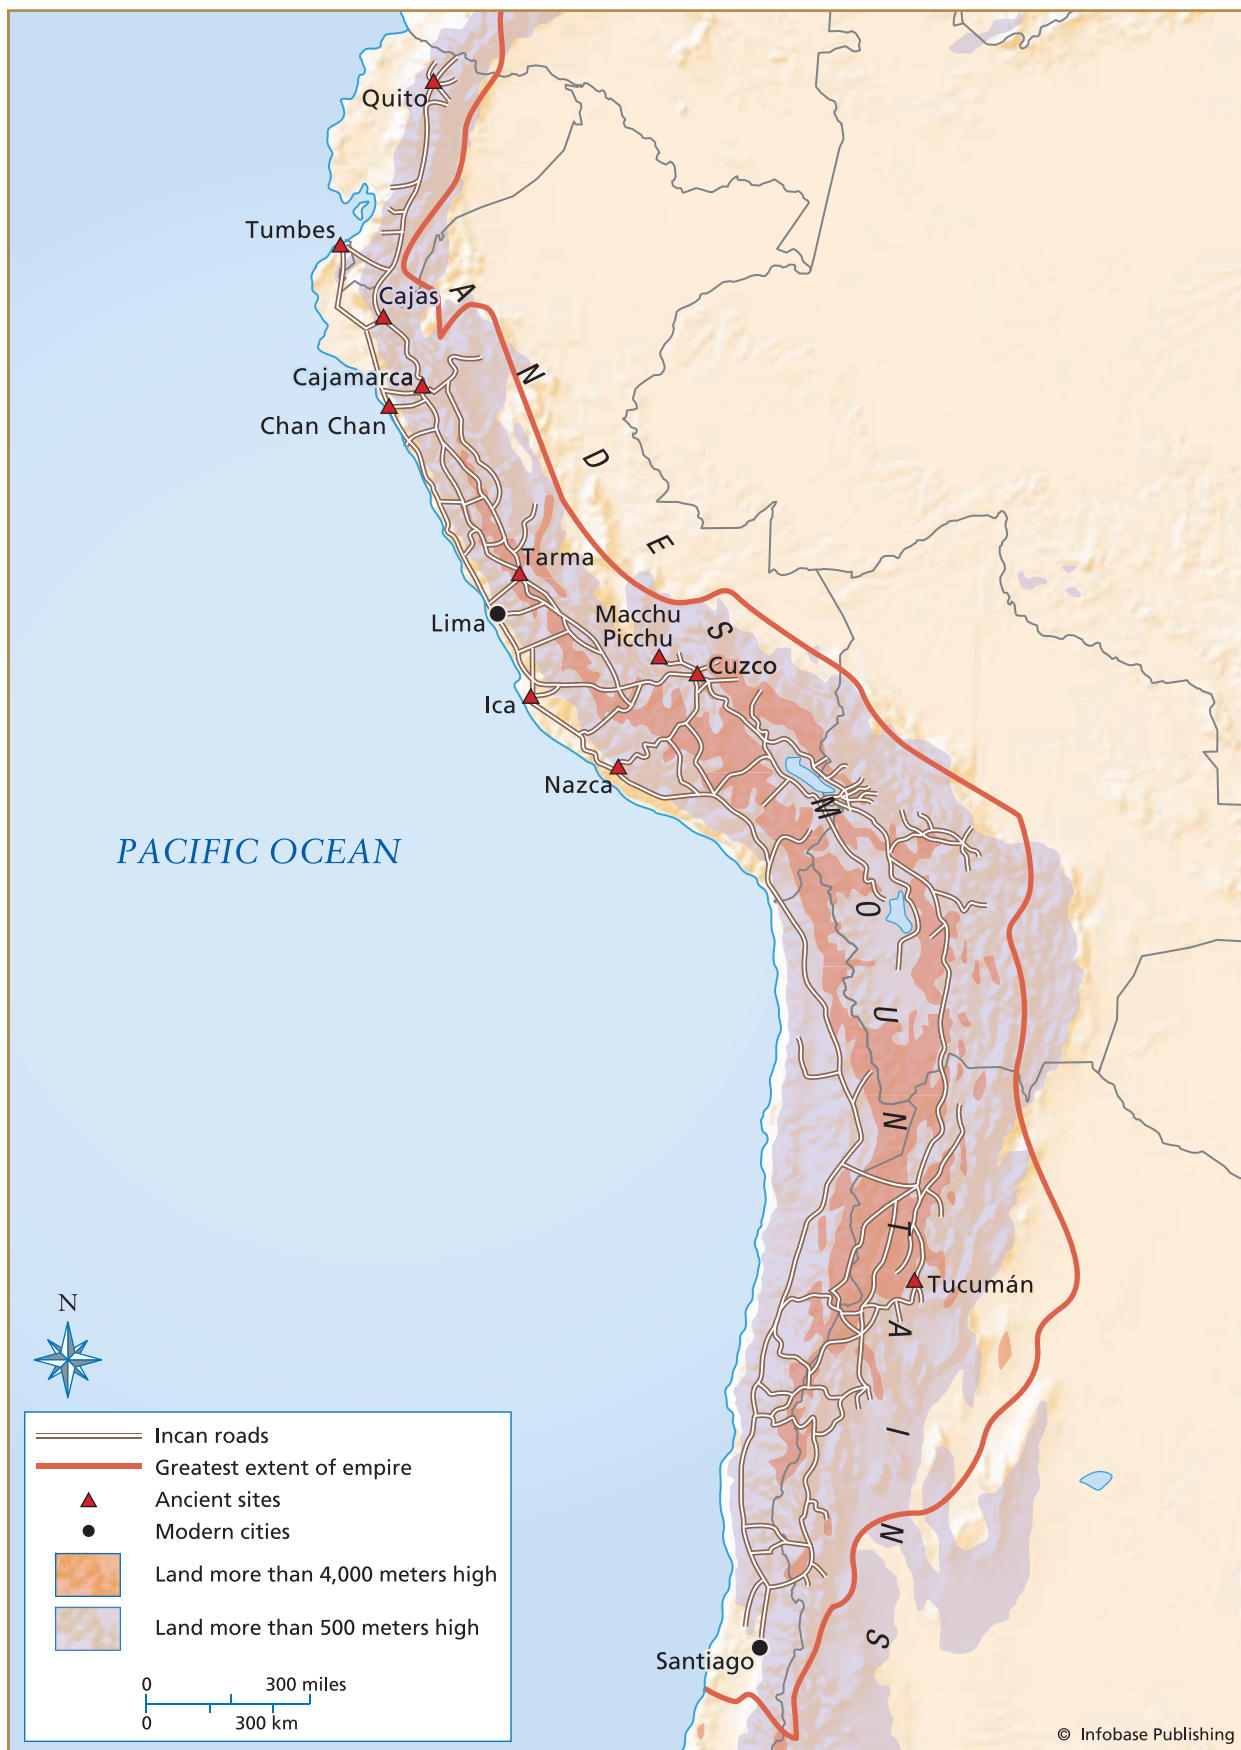 Quito
Tumbes
Cajas
Cajamarca
Chan Chan
Tarma
Lima
Macchu
Picchu
Cuzco
Ica
Nazca
ANDES MOUNTAINS
PACIFIC OCEAN
Tucumán
Santiago
N
Incan roads
Greatest extent of empire
Ancient sites
Modern cities
Land more than 4,000 meters high
Land more than 500 meters high
0 300 miles
0 300 km
© Infobase Publishing